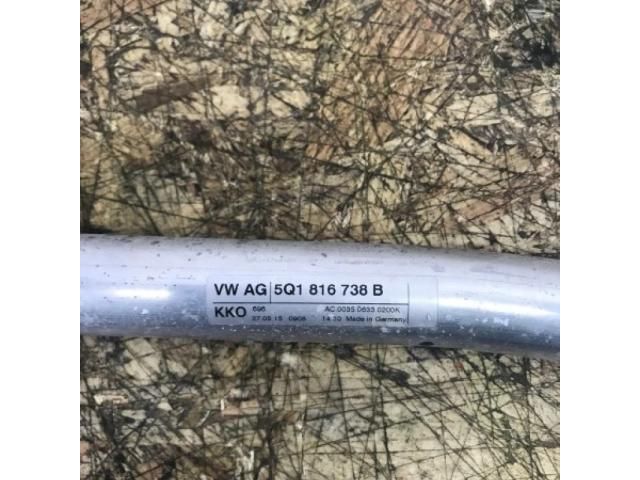 VW AG 5Q1 816 738 B
KKO 696 AC.0035.0633.0200K
27.05.15 0906 14:30 Made in Germany